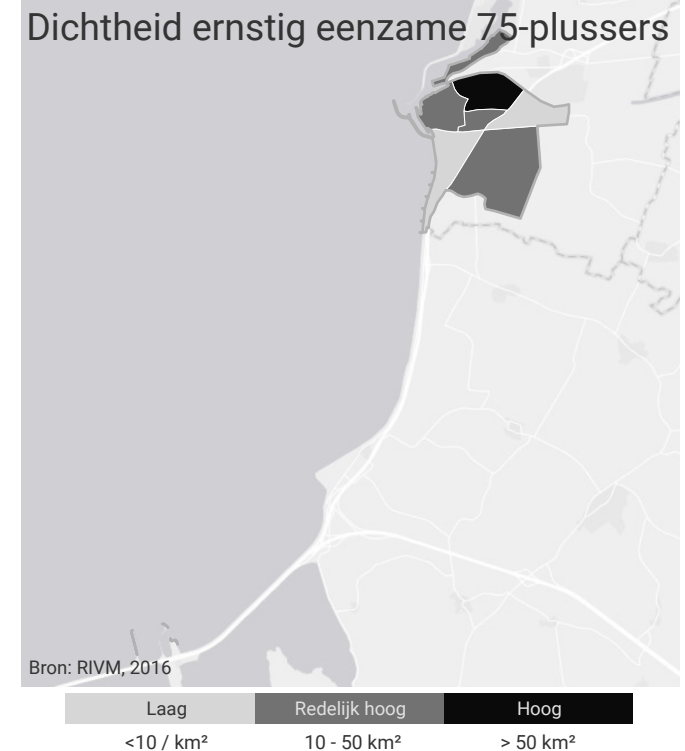 Dichtheid ernstig eenzame 75-plussers
Bron: RIVM, 2016
Laag
Redelijk hoog
Hoog
<10 / km²
10 - 50 km²
> 50 km²